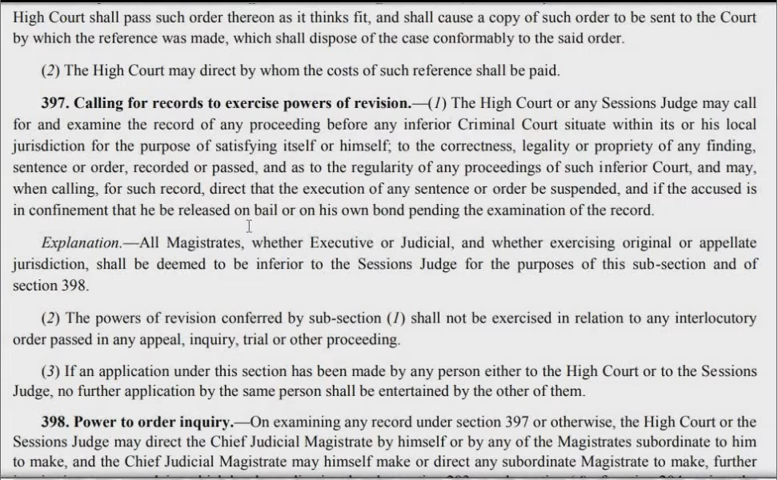 High Court shall pass such order thereon as it thinks fit, and shall cause a copy of such order to be sent to the Court
by which the reference was made, which shall dispose of the case conformably to the said order.
(2) The High Court may direct by whom the costs of such reference shall be paid.
397. Calling for records to exercise powers of revision.—(1) The High Court or any Sessions Judge may call
for and examine the record of any proceeding before any inferior Criminal Court situate within its or his local
jurisdiction for the purpose of satisfying itself or himself; to the correctness, legality or propriety of any finding,
sentence or order, recorded or passed, and as to the regularity of any proceedings of such inferior Court, and may,
when calling, for such record, direct that the execution of any sentence or order be suspended, and if the accused is
in confinement that he be released on bail or on his own bond pending the examination of the record.
Explanation.—All Magistrates, whether Executive or Judicial, and whether exercising original or appellate
jurisdiction, shall be deemed to be inferior to the Sessions Judge for the purposes of this sub-section and of
section 398.
(2) The powers of revision conferred by sub-section (1) shall not be exercised in relation to any interlocutory
order passed in any appeal, inquiry, trial or other proceeding.
(3) If an application under this section has been made by any person either to the High Court or to the Sessions
Judge, no further application by the same person shall be entertained by the other of them.
398. Power to order inquiry.—On examining any record under section 397 or otherwise, the High Court or the
Sessions Judge may direct the Chief Judicial Magistrate by himself or by any of the Magistrates subordinate to him
to make, and the Chief Judicial Magistrate may himself make or direct any subordinate Magistrate to make, further